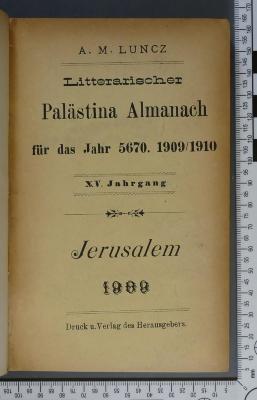 A. M. LUNCZ
Litterarischer
Palästina Almanach
für das Jahr 5670. 1909/1910
XV. Jahrgang
Jerusalem
1909
Druck u. Verlag des Herausgebers.